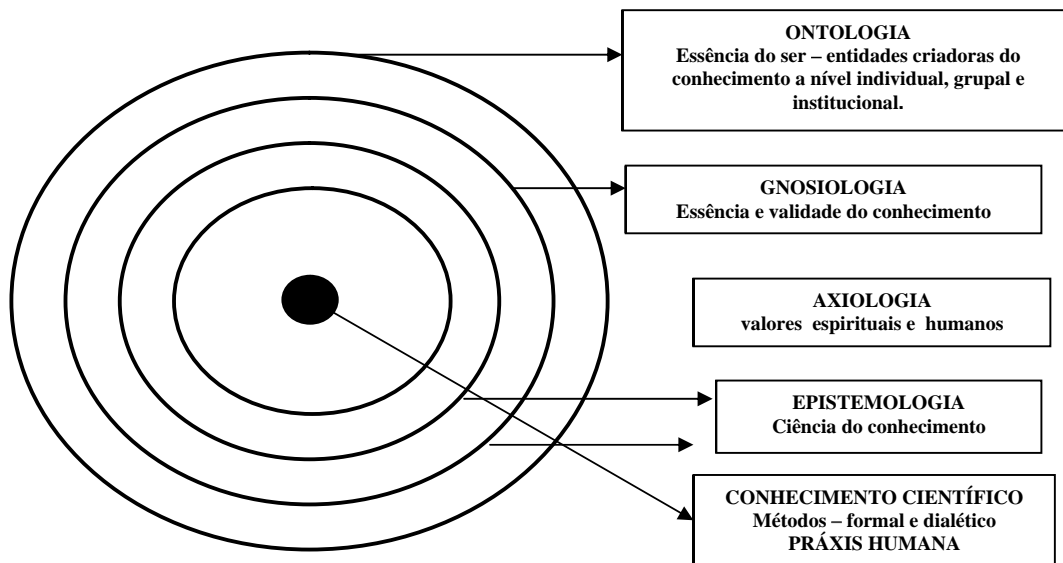 ONTOLOGIA
Essência do ser – entidades criadoras do
conhecimento a nível individual, grupal e
institucional.
GNOSIOLOGIA
Essência e validade do conhecimento
AXIOLOGIA
valores espirituais e humanos
EPISTEMOLOGIA
Ciência do conhecimento
CONHECIMENTO CIENTÍFICO
Métodos – formal e dialético
PRÁXIS HUMANA